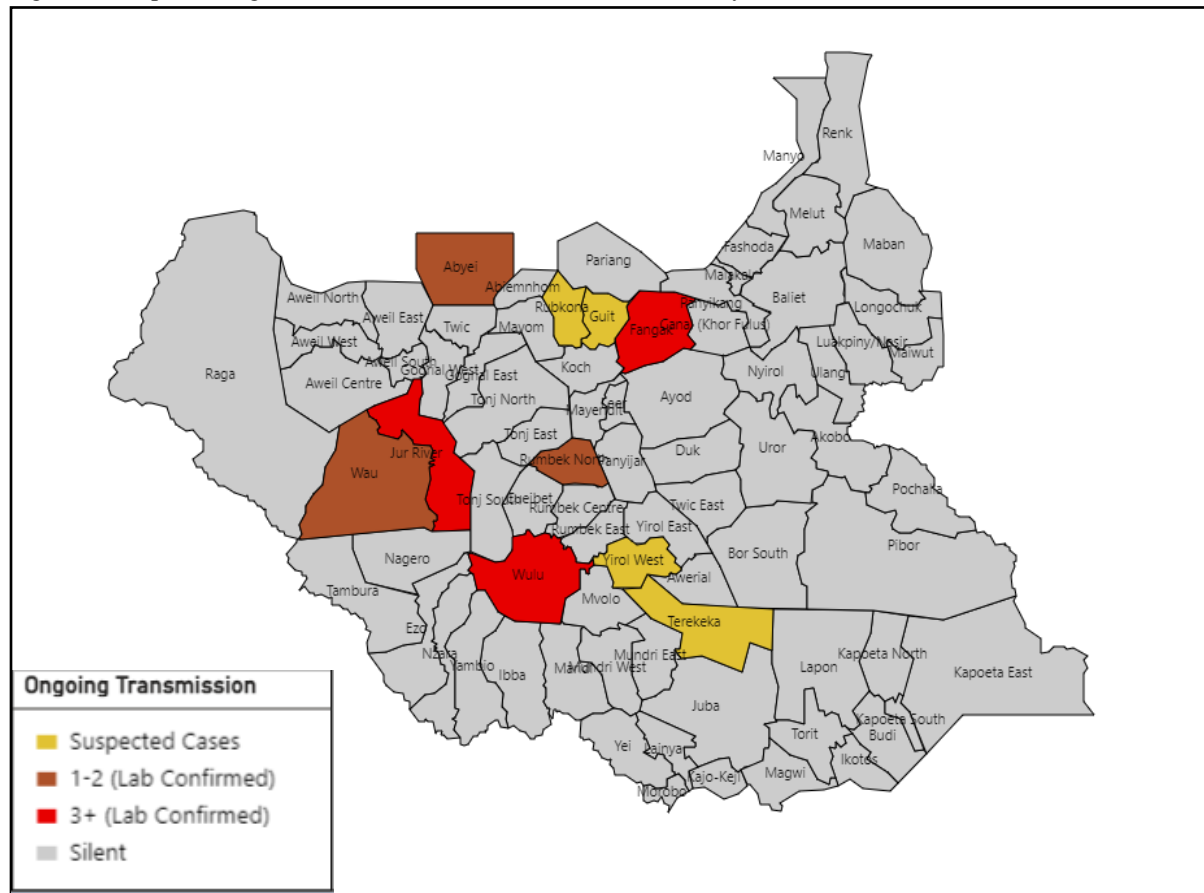 Renk
Manyo
Melut
Maban
Fashoda
Pariang
Abyei
Abiemnhom
Malakal
Baliet
Longochuk
Aweil North
Rubkona
Guit
Panyikang
Aweil East
Twic
Mayom
Fangak
Canal (Khor Fulus)
Aweil West
Luakpiny/Nasir
Maiwut
Aweil South
Gogrial West
Gogrial East
Koch
Nyirol
Ulang
Raga
Aweil Centre
Tonj North
Mayendit
Leer
Ayod
Tonj East
Uror
Akobo
Jur River
Wau
Rumbek North
Panyijar
Duk
Pochalla
Tonj South
Rumbek Centre
Twic East
Rumbek East
Yirol East
Bor South
Pibor
Nagero
Wulu
Yirol West
Awerial
Tambura
Mvolo
Terekeka
Ezo
Nzara
Yambio
Ibba
Mundri West
Mundri East
Lapon
Kapoeta North
Kapoeta East
Juba
Kapoeta South
Torit
Budi
Yei
Lainya
Ikotos
Magwi
Kajo-Keji
Morobo
Ongoing Transmission
Suspected Cases
1-2 (Lab Confirmed)
3+ (Lab Confirmed)
Silent